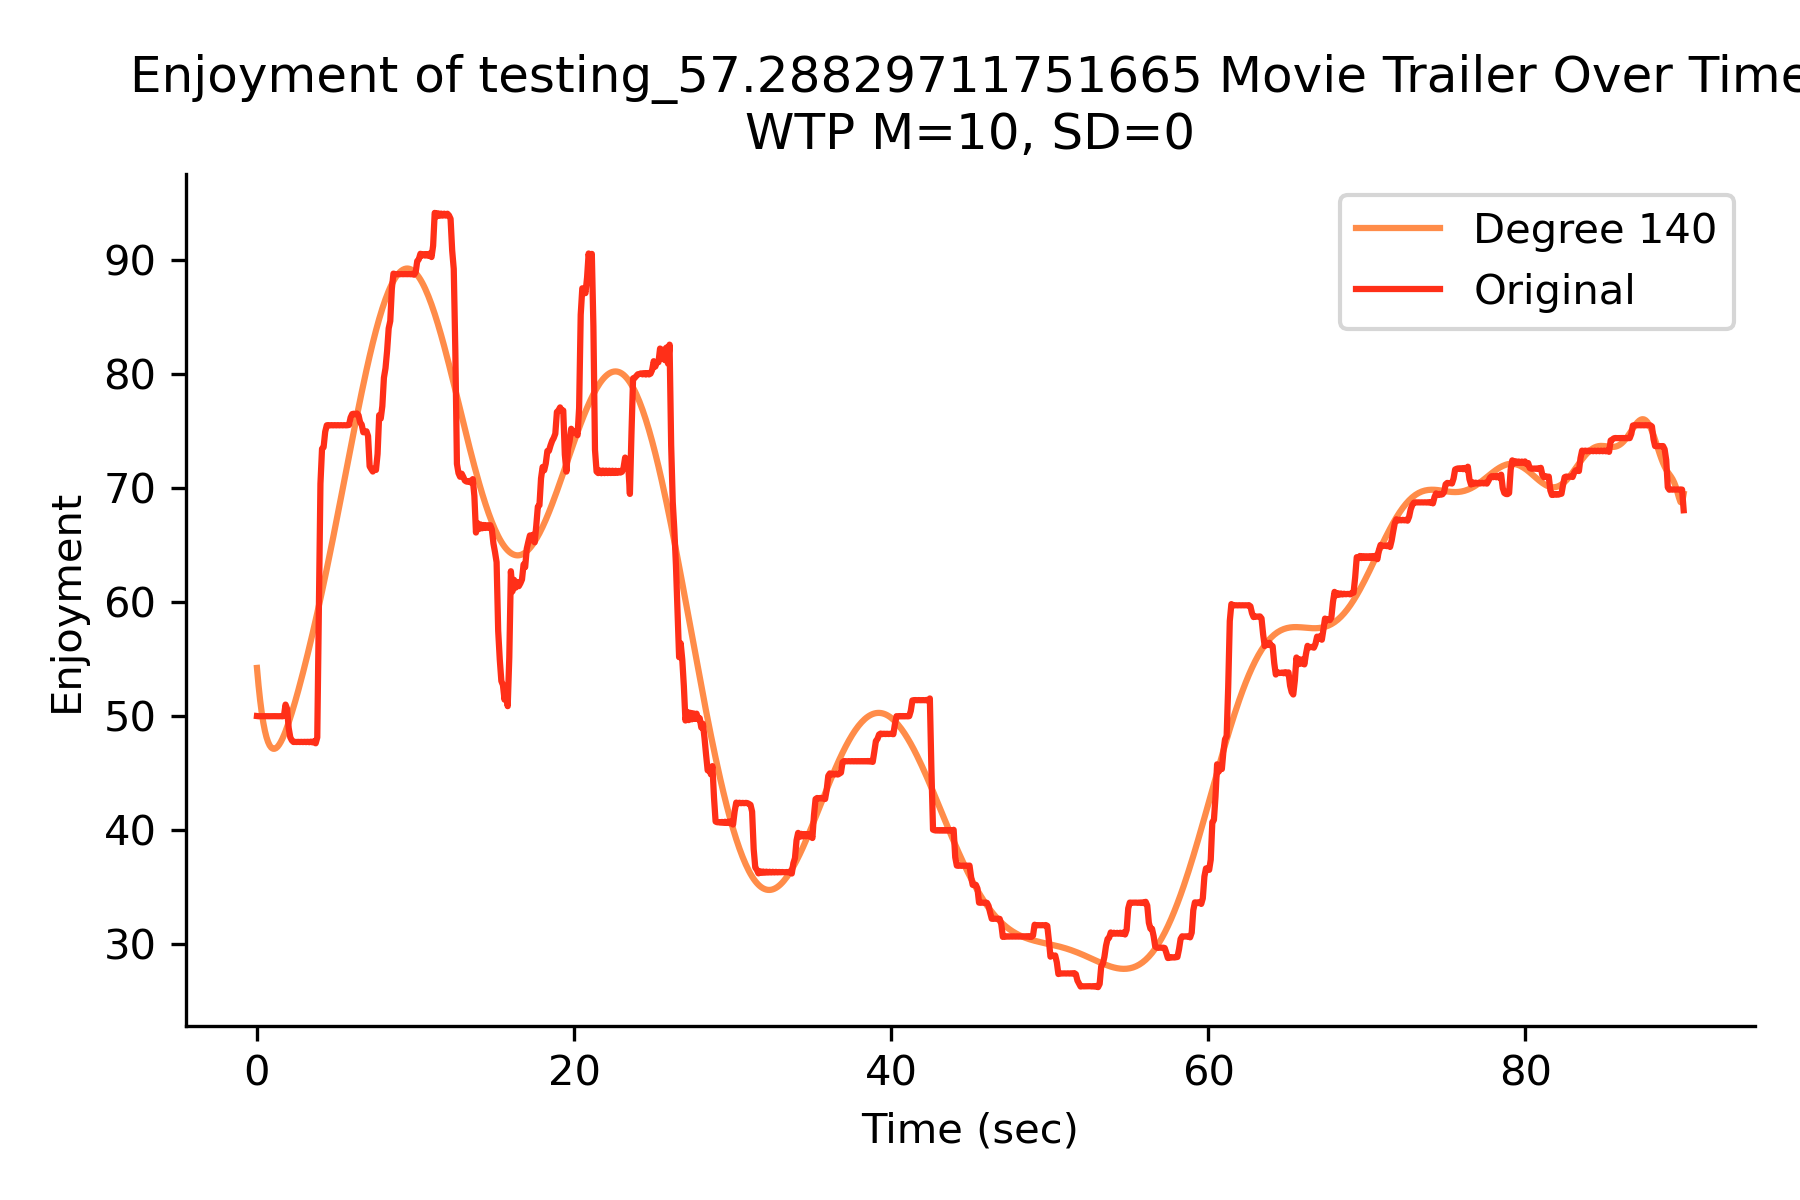 Enjoyment of testing_57.28829711751665 Movie Trailer Over Time
WTP M=10, SD=0
Degree 140
Original
90
80
70
60
50
40
30
Enjoyment
0 20 40 60 80
Time (sec)